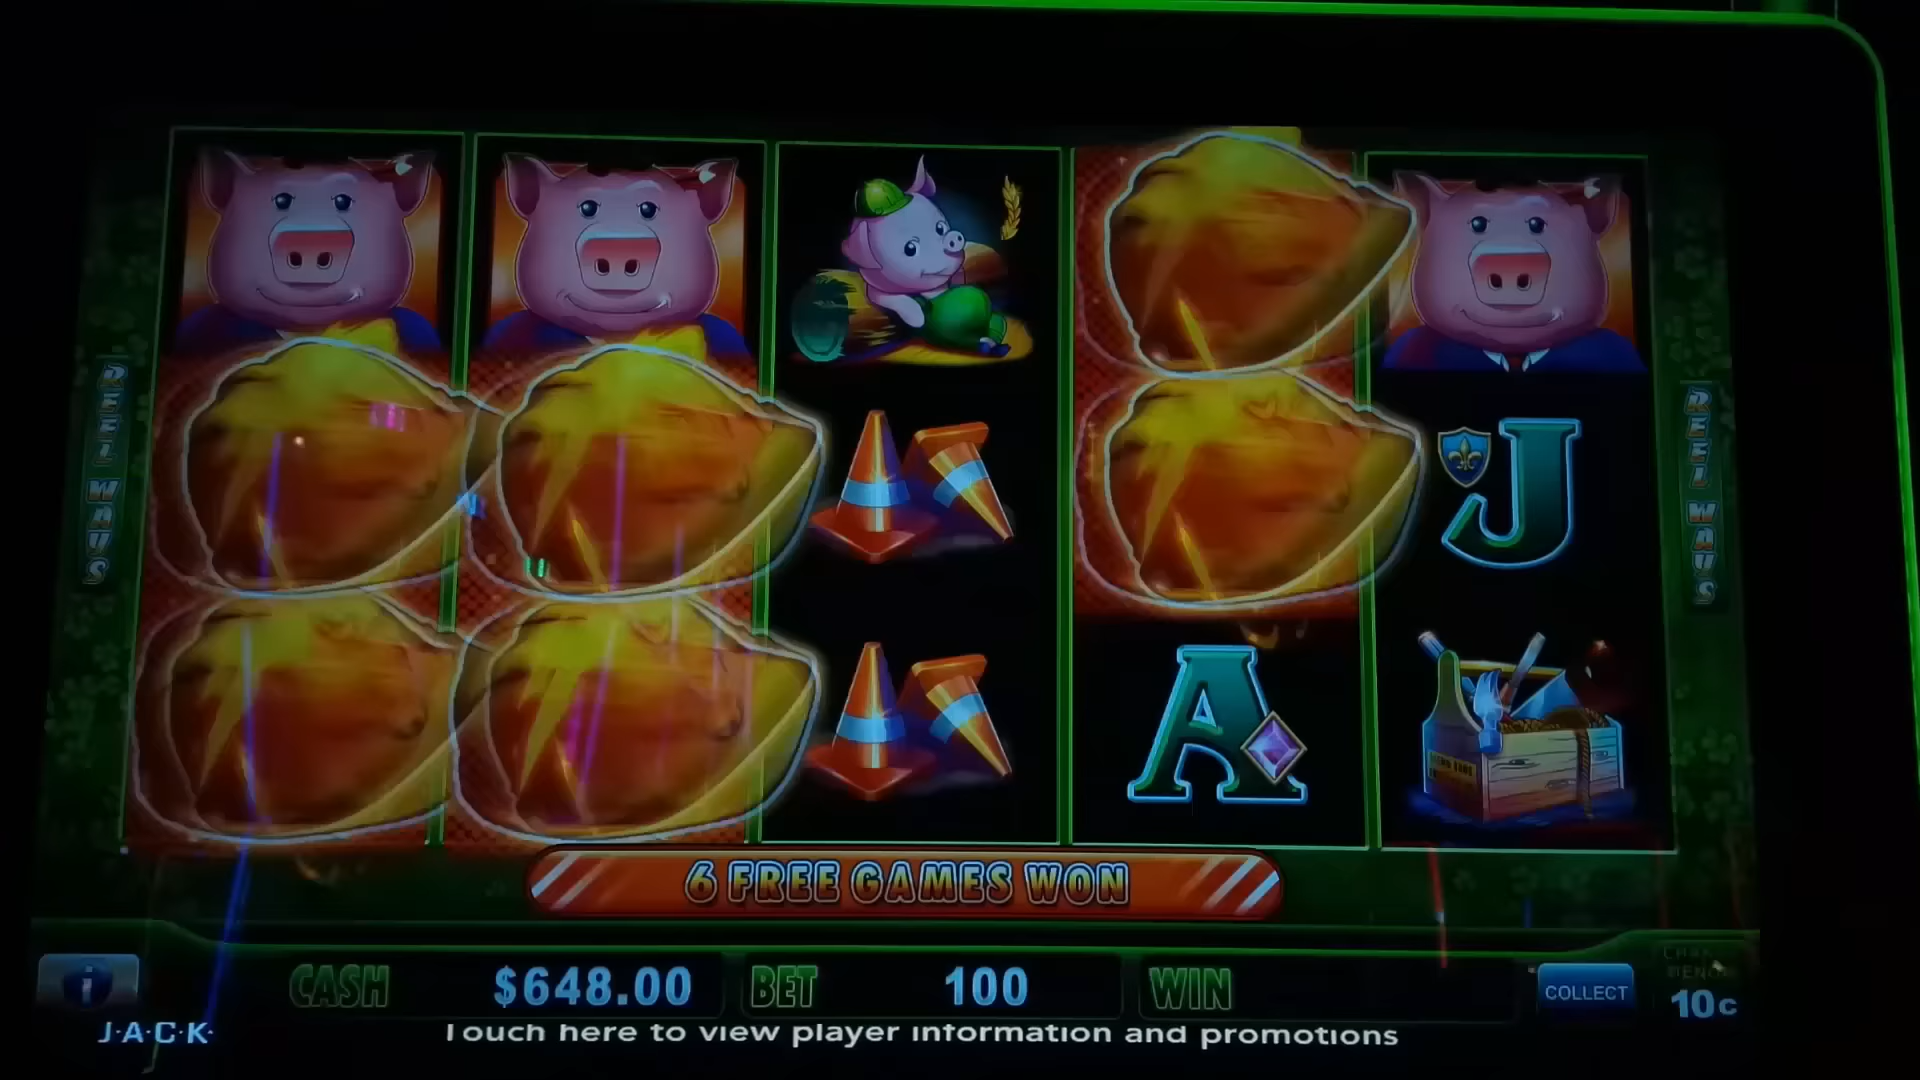 REEL WAYS
REEL WAYS
J
A
6 FREE GAMES WON
CASH $648.00 BET 100 WIN
COLLECT
10c
J·A·C·K·
Touch here to view player information and promotions